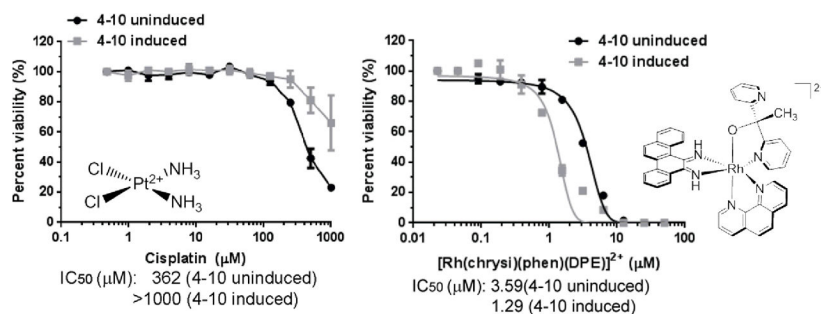 4-10 uninduced
4-10 induced
Percent viability (%)
120
100
80
60
40
20
0
0.1
1
10
100
1000
Cl
Cl
Pt2+
NH3
NH3
Cisplatin (μM)
IC50 (μM): 362 (4-10 uninduced)
>1000 (4-10 induced)
4-10 uninduced
4-10 induced
Percent viability (%)
120
100
80
60
40
20
0
0.01
0.1
1
10
100
[Rh(chrysi)(phen)(DPE)]2+ (μM)
IC50 (μM): 3.59(4-10 uninduced)
1.29 (4-10 induced)
2
N
CH3
O
N
NH
NH
Rh
N
N